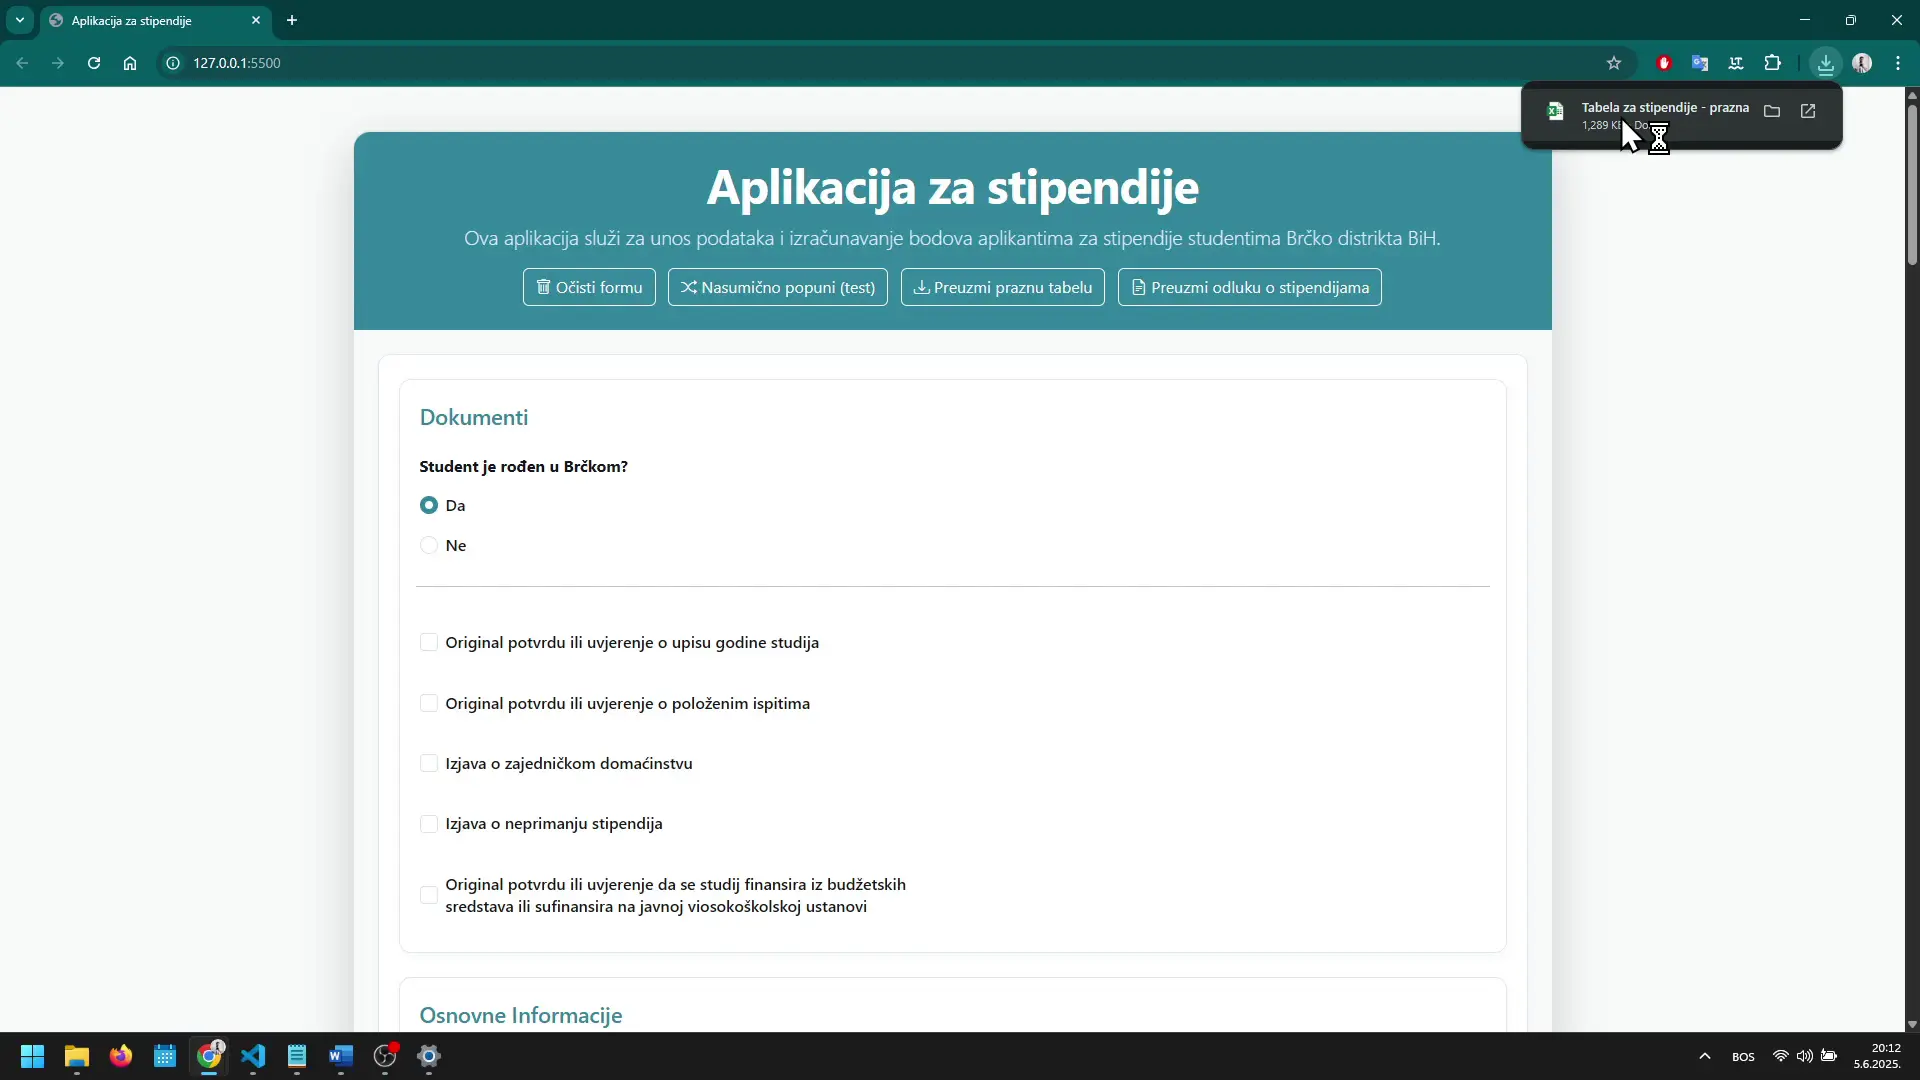 Aplikacija za stipendije
127.0.0.1:5500
Tabela za stipendije - prazna
1,289 KB
Aplikacija za stipendije
Ova aplikacija služi za unos podataka i izračunavanje bodova aplikantima za stipendije studentima Brčko distrikta BiH.
Očisti formu
Nasumično popuni (test)
Preuzmi praznu tabelu
Preuzmi odluku o stipendijama
Dokumenti
Student je rođen u Brčkom?
Da
Ne
Original potvrdu ili uvjerenje o upisu godine studija
Original potvrdu ili uvjerenje o položenim ispitima
Izjava o zajedničkom domaćinstvu
Izjava o neprimanju stipendija
Original potvrdu ili uvjerenje da se studij finansira iz budžetskih
sredstava ili sufinansira na javnoj viosokoškolskoj ustanovi
Osnovne Informacije
BOS
20:12
5.6.2025.